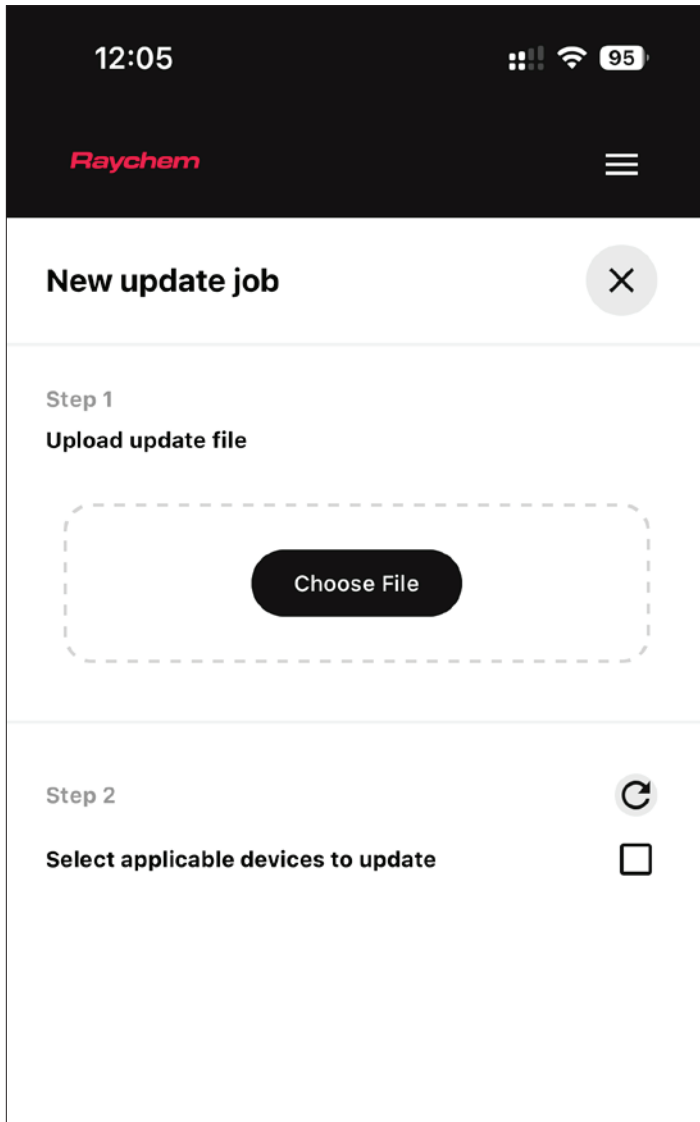 12:05
95
Raychem
New update job
Step 1
Upload update file
Choose File
Step 2
Select applicable devices to update